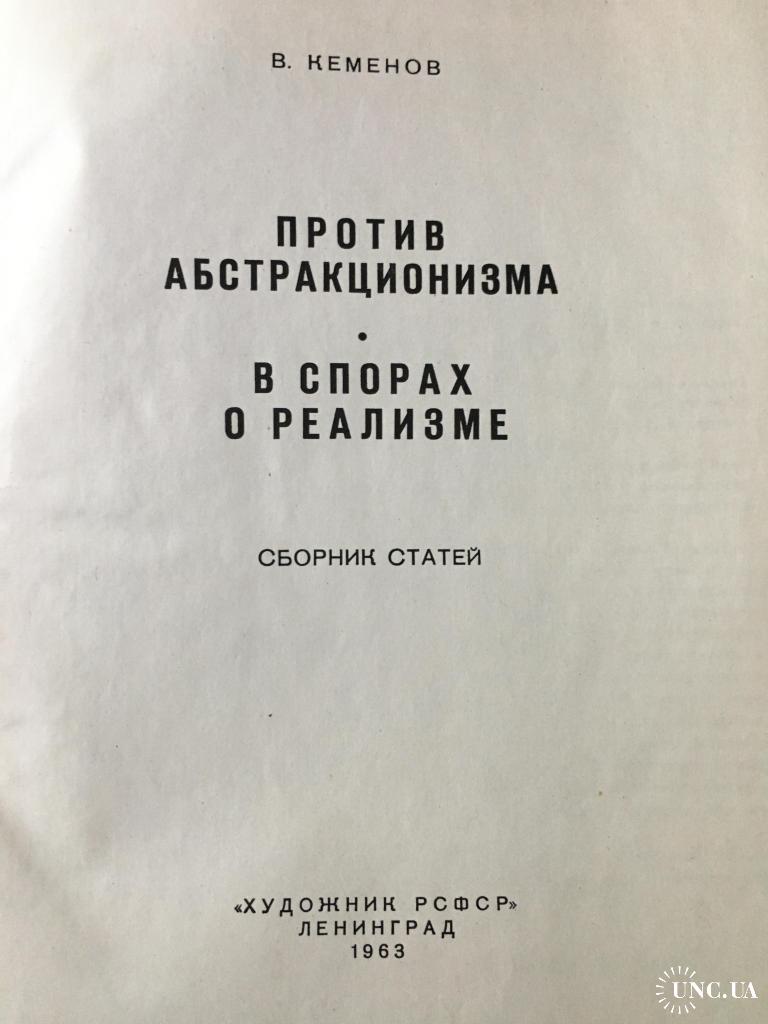 В. КЕМЕНОВ
ПРОТИВ
АБСТРАКЦИОНИЗМА
•
В СПОРАХ
О РЕАЛИЗМЕ
СБОРНИК СТАТЕЙ
«ХУДОЖНИК РСФСР»
ЛЕНИНГРАД
1963
UNC.UA